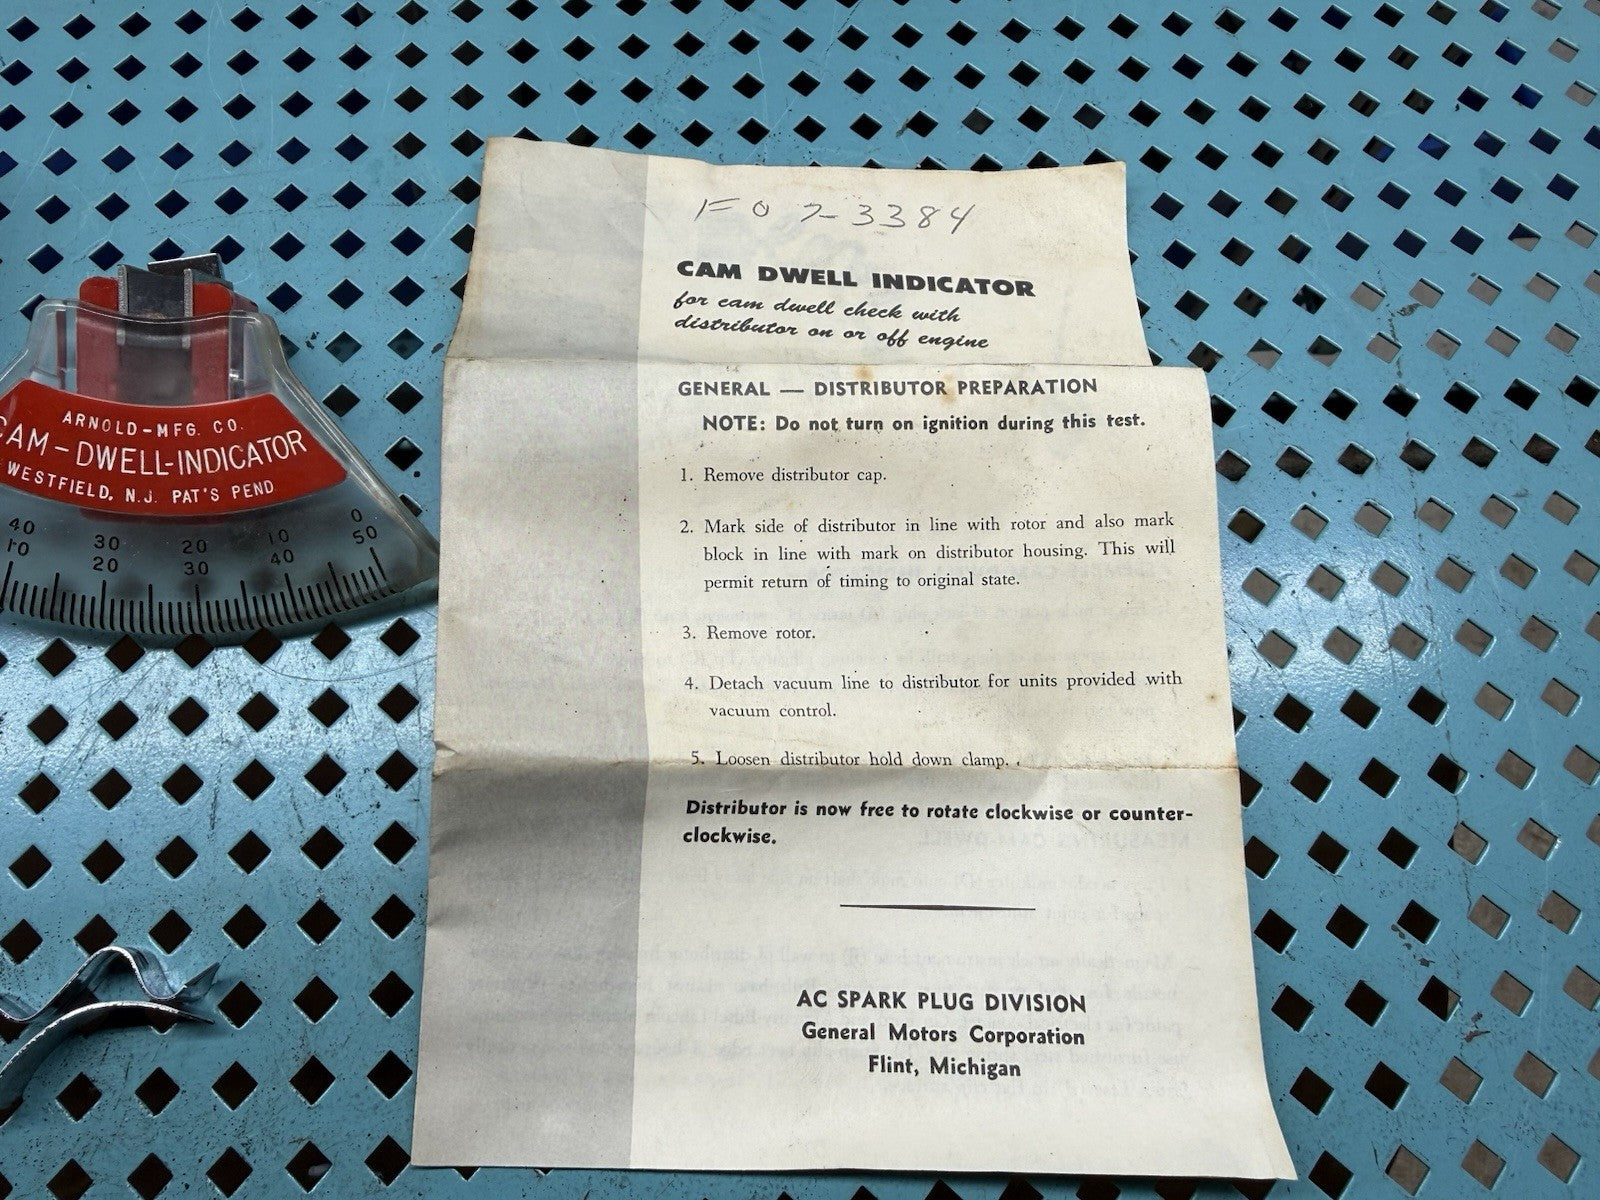 ARNOLD-MFG. CO.
CAM-DWELL-INDICATOR
WESTFIELD, N.J. PAT'S PEND
40 30 20 10 0
10 20 30 40 50
FO 7-3384
CAM DWELL INDICATOR
for cam dwell check with
distributor on or off engine
GENERAL — DISTRIBUTOR PREPARATION
NOTE: Do not turn on ignition during this test.
1. Remove distributor cap.
2. Mark side of distributor in line with rotor and also mark
block in line with mark on distributor housing. This will
permit return of timing to original state.
3. Remove rotor.
4. Detach vacuum line to distributor for units provided with
vacuum control.
5. Loosen distributor hold down clamp.
Distributor is now free to rotate clockwise or counter-
clockwise.
AC SPARK PLUG DIVISION
General Motors Corporation
Flint, Michigan